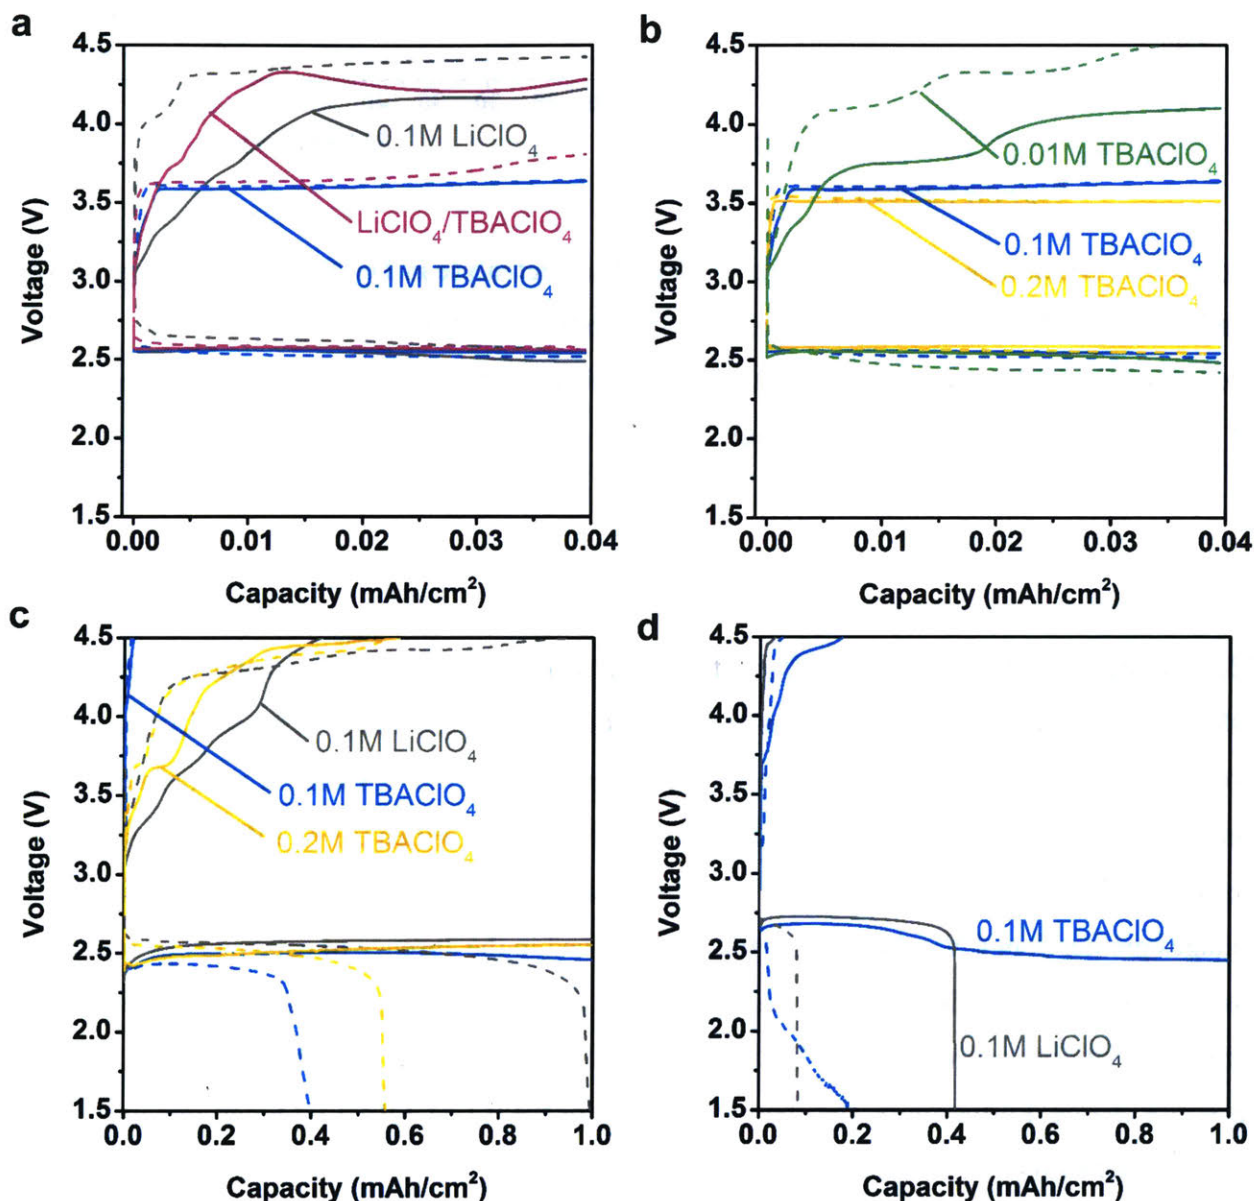 a
4.5
4.0
3.5
3.0
2.5
2.0
1.5
Voltage (V)
0.1M LiClO₄
LiClO₄/TBAClO₄
0.1M TBAClO₄
0.00 0.01 0.02 0.03 0.04
Capacity (mAh/cm²)
b
4.5
4.0
3.5
3.0
2.5
2.0
1.5
Voltage (V)
0.01M TBAClO₄
0.1M TBAClO₄
0.2M TBAClO₄
0.00 0.01 0.02 0.03 0.04
Capacity (mAh/cm²)
c
4.5
4.0
3.5
3.0
2.5
2.0
1.5
Voltage (V)
0.1M LiClO₄
0.1M TBAClO₄
0.2M TBAClO₄
0.0 0.2 0.4 0.6 0.8 1.0
Capacity (mAh/cm²)
d
4.5
4.0
3.5
3.0
2.5
2.0
1.5
Voltage (V)
0.1M TBAClO₄
0.1M LiClO₄
0.0 0.2 0.4 0.6 0.8 1.0
Capacity (mAh/cm²)